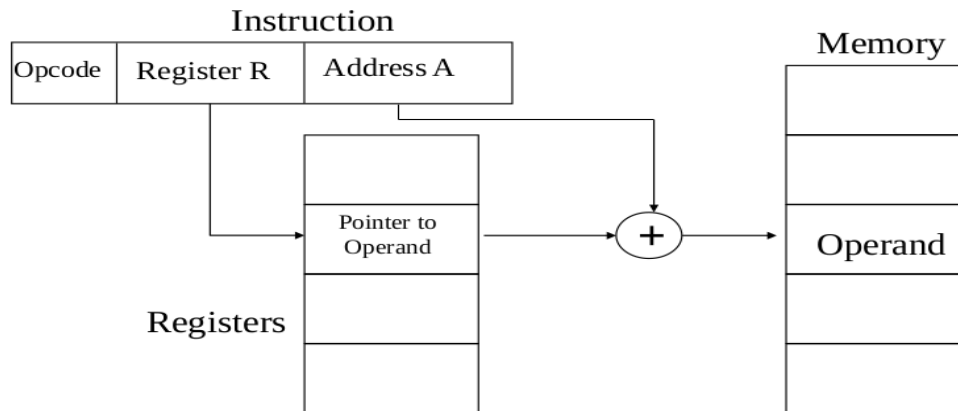 Instruction
Opcode
Register R
Address A
Memory
Pointer to
Operand
+
Operand
Registers